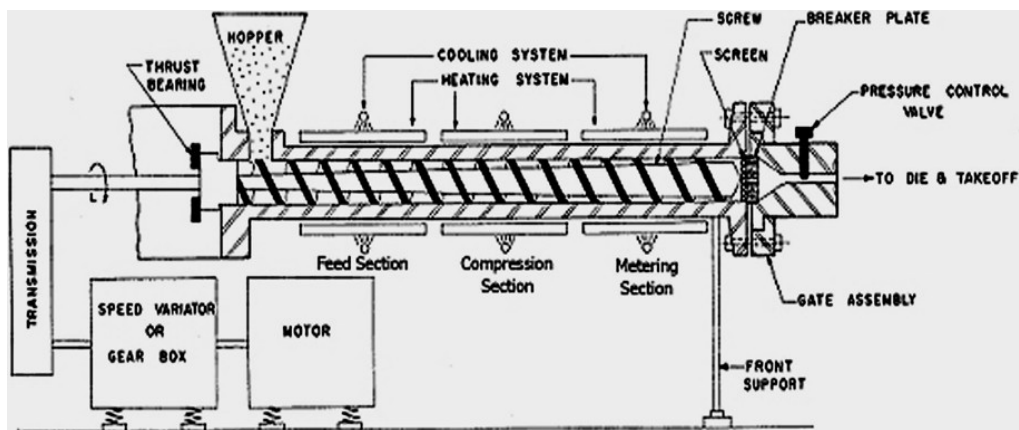 SCREW
BREAKER PLATE
HOPPER
COOLING SYSTEM
SCREEN
THRUST
BEARING
HEATING SYSTEM
PRESSURE CONTROL
VALVE
L
TO DIE & TAKEOFF
TRANSMISSION
Feed Section
Compression
Section
Metering
Section
GATE ASSEMBLY
SPEED VARIATOR
OR
GEAR BOX
MOTOR
FRONT
SUPPORT